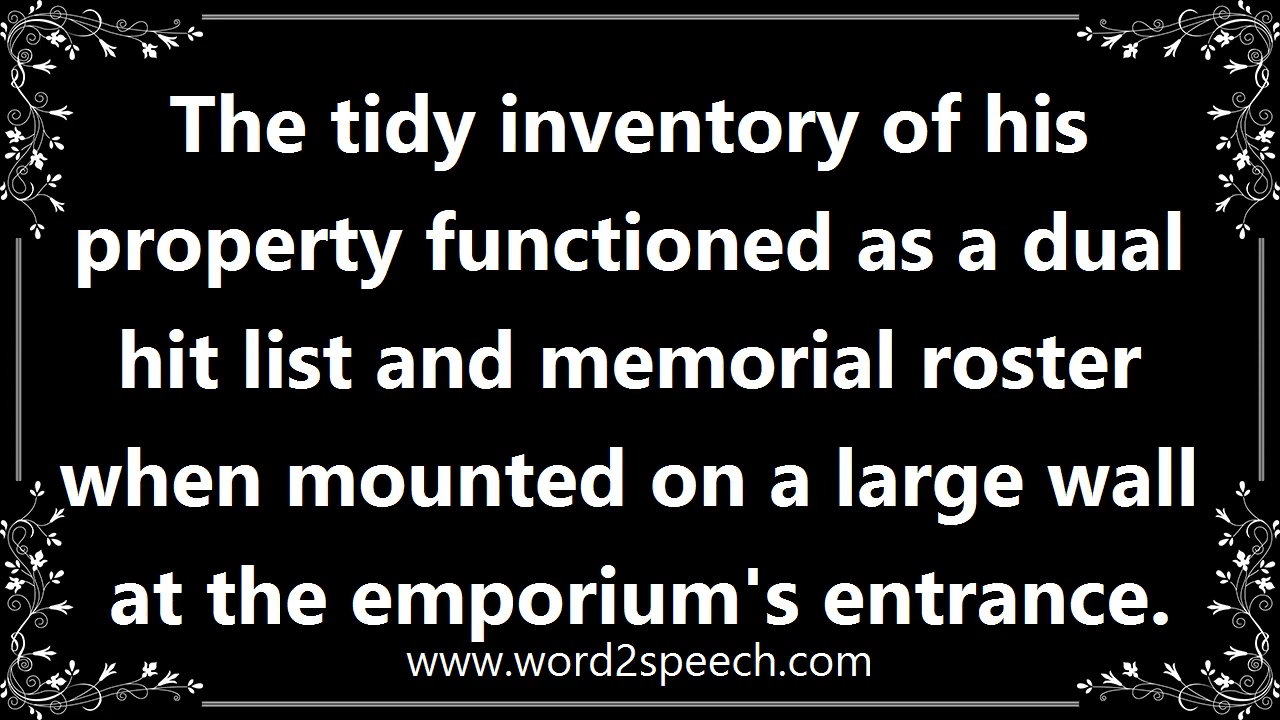 The tidy inventory of his
property functioned as a dual
hit list and memorial roster
when mounted on a large wall
at the emporium's entrance.
www.word2speech.com